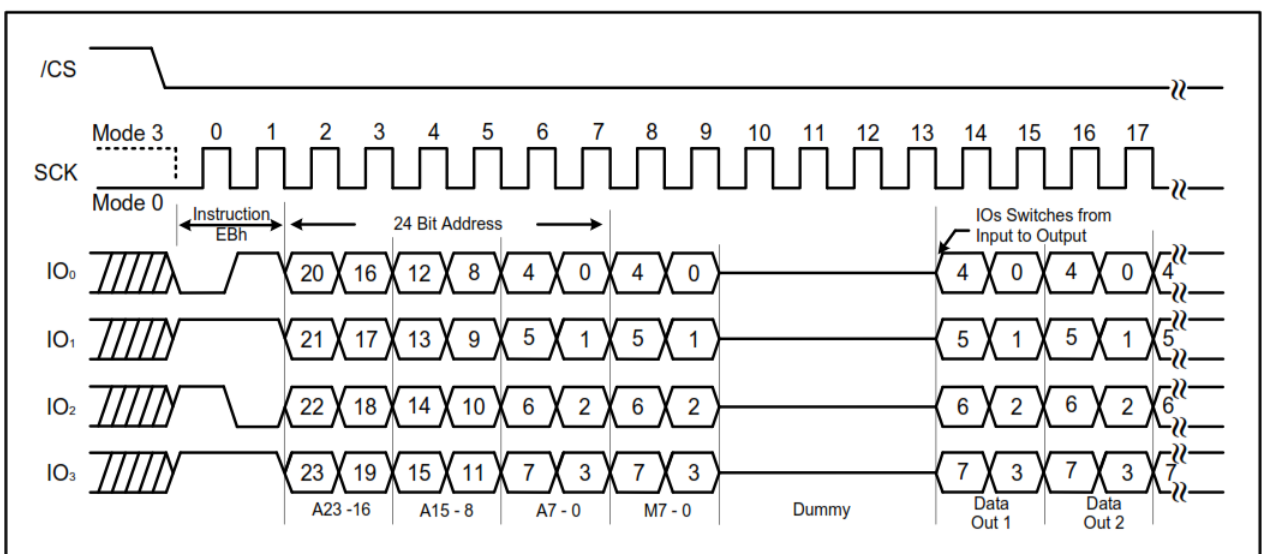 /CS
Mode 3 0 1 2 3 4 5 6 7 8 9 10 11 12 13 14 15 16 17
SCK
Mode 0
Instruction
EBh
24 Bit Address
IOs Switches from
Input to Output
IO₀ 20 16 12 8 4 0 4 0 4 0 4 0 4
IO₁ 21 17 13 9 5 1 5 1 5 1 5 1 5
IO₂ 22 18 14 10 6 2 6 2 6 2 6 2 6
IO₃ 23 19 15 11 7 3 7 3 7 3 7 3 7
A23 -16 A15 - 8 A7 - 0 M7 - 0 Dummy
Data
Out 1
Data
Out 2